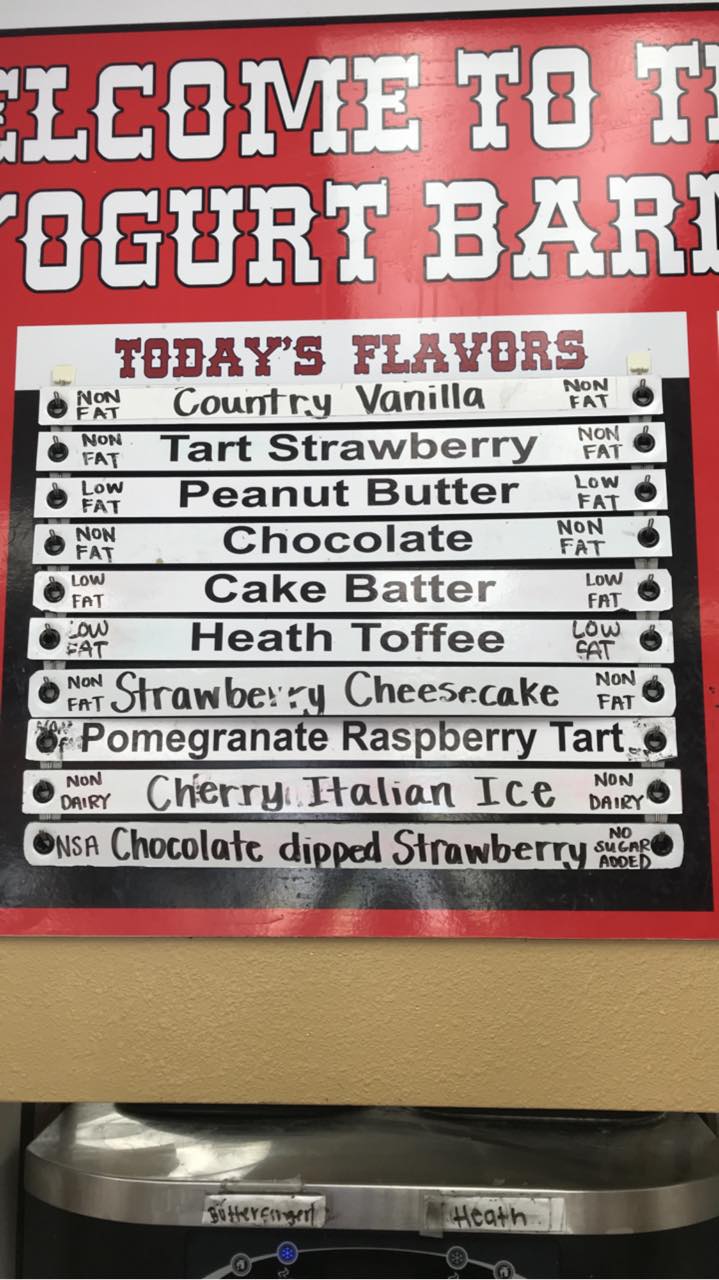 ELCOME TO T
YOGURT BAR
TODAY'S FLAVORS
NON FAT Country Vanilla NON FAT
NON FAT Tart Strawberry NON FAT
LOW FAT Peanut Butter LOW FAT
NON FAT Chocolate NON FAT
LOW FAT Cake Batter LOW FAT
LOW FAT Heath Toffee LOW FAT
NON FAT Strawberry Cheesecake NON FAT
Pomegranate Raspberry Tart
NON DAIRY Cherry Italian Ice NON DAIRY
NSA Chocolate dipped Strawberry NO SUGAR ADDED
Butterfinger Heath